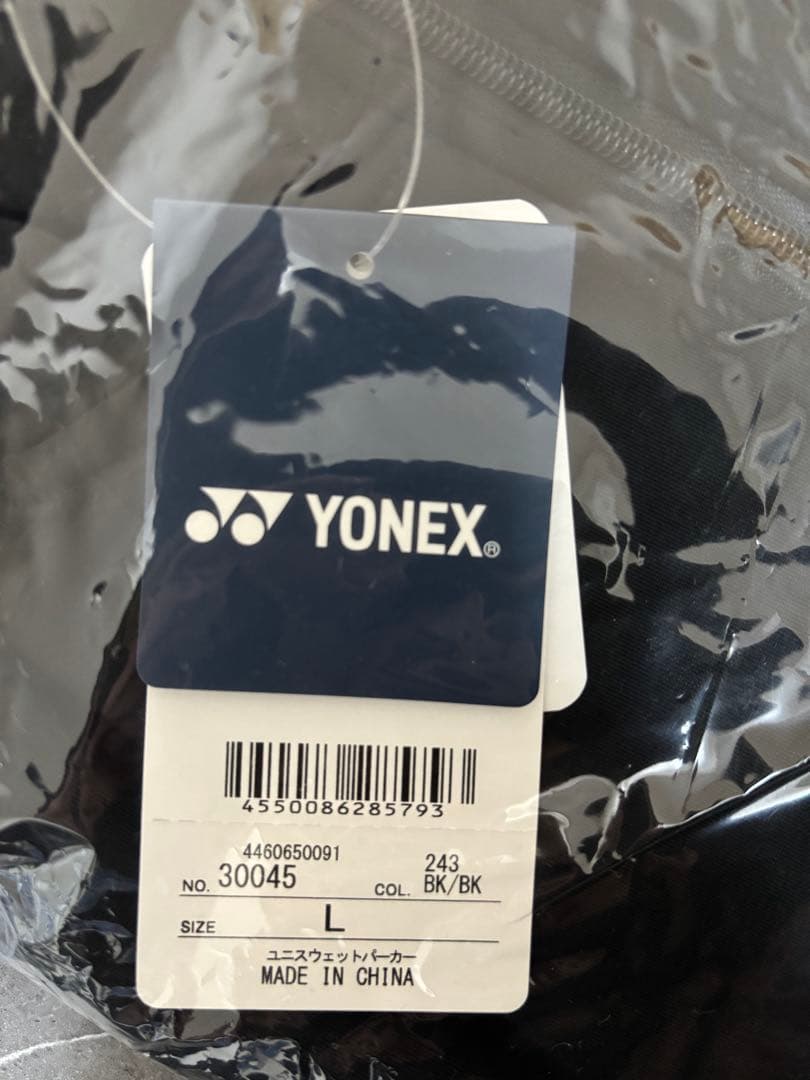 YONEX®
4550086285793
4460650091
NO. 30045
COL. 243 BK/BK
SIZE L
ユニスウェットパーカー
MADE IN CHINA